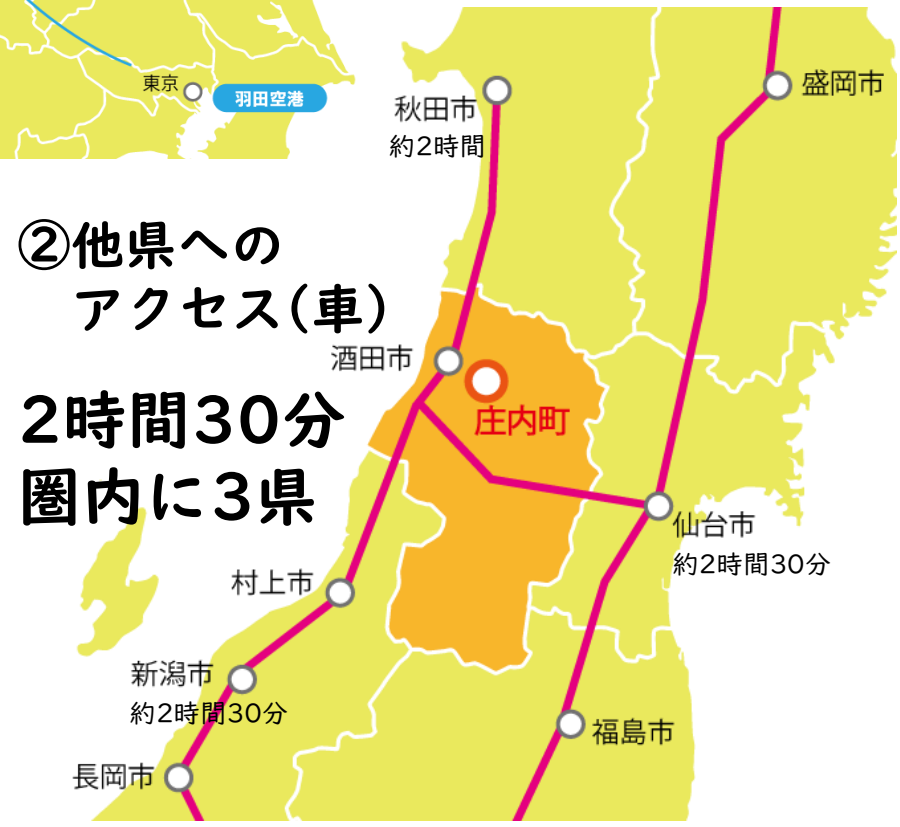 東京
羽田空港
秋田市
約2時間
盛岡市
②他県への
アクセス(車)
酒田市
庄内町
2時間30分
圏内に3県
仙台市
約2時間30分
村上市
新潟市
約2時間30分
福島市
長岡市